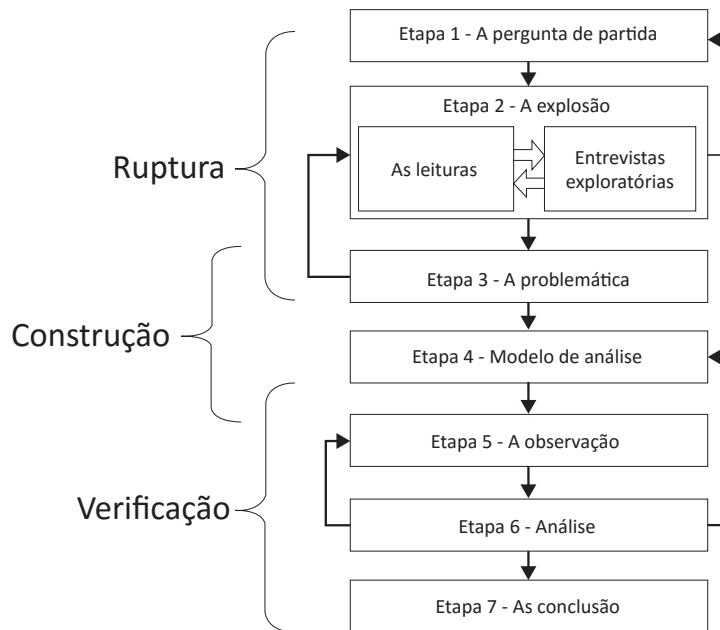 Etapa 1 - A pergunta de partida
Etapa 2 - A explosão
As leituras
Entrevistas
exploratórias
Ruptura
Etapa 3 - A problemática
Construção
Etapa 4 - Modelo de análise
Etapa 5 - A observação
Verificação
Etapa 6 - Análise
Etapa 7 - As conclusão